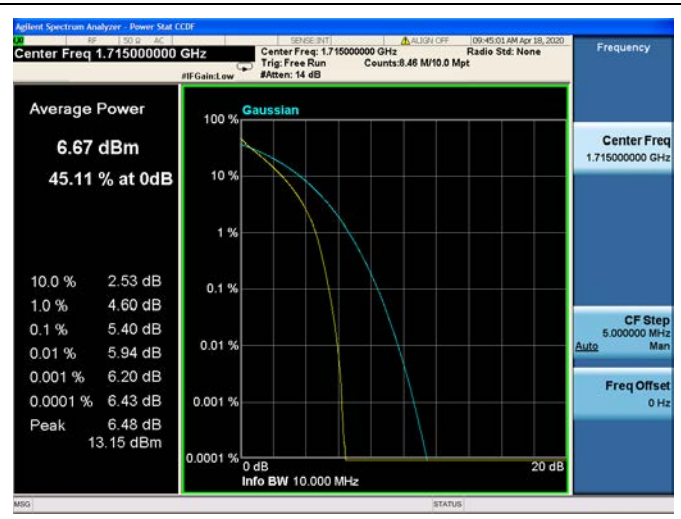 Agilent Spectrum Analyzer - Power Stat CCDF
RF 50 Ω AC SENSE:INT ALIGN OFF 09:45:01 AM Apr 18, 2020
Center Freq 1.715000000 GHz
Center Freq: 1.715000000 GHz Radio Std: None
Trig: Free Run Counts:8.46 M/10.0 Mpt
#IFGain:Low #Atten: 14 dB
Frequency
Average Power
6.67 dBm
45.11 % at 0dB
10.0 % 2.53 dB
1.0 % 4.60 dB
0.1 % 5.40 dB
0.01 % 5.94 dB
0.001 % 6.20 dB
0.0001 % 6.43 dB
Peak 6.48 dB
13.15 dBm
Gaussian
100 %
10 %
1 %
0.1 %
0.01 %
0.001 %
0.0001 %
0 dB 20 dB
Info BW 10.000 MHz
Center Freq
1.715000000 GHz
CF Step
5.000000 MHz
Auto Man
Freq Offset
0 Hz
MSG STATUS